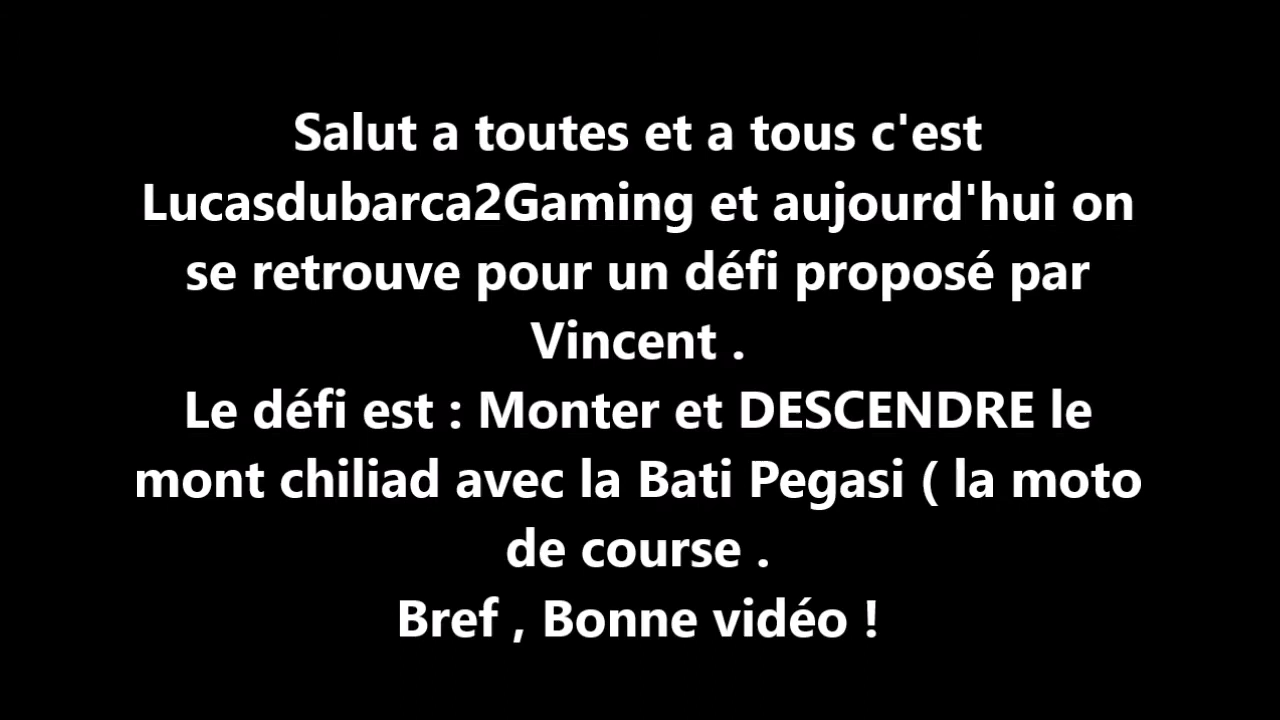 Salut a toutes et a tous c'est
Lucasdubarca2Gaming et aujourd'hui on
se retrouve pour un défi proposé par
Vincent .
Le défi est : Monter et DESCENDRE le
mont chiliad avec la Bati Pegasi ( la moto
de course .
Bref , Bonne vidéo !